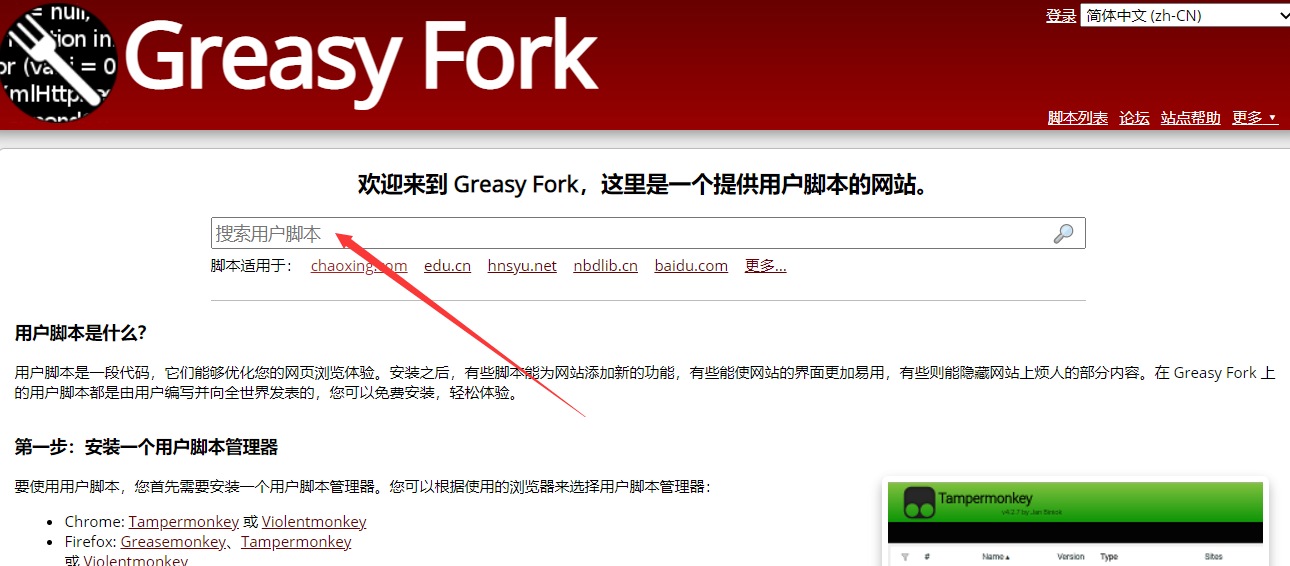 = null,
tion in
or (va i = 0
XmlHttp
Greasy Fork
登录 简体中文 (zh-CN)
脚本列表 论坛 站点帮助 更多 ▼
欢迎来到 Greasy Fork，这里是一个提供用户脚本的网站。
搜索用户脚本
脚本适用于： chaoxing.com edu.cn hnsyu.net nbdlib.cn baidu.com 更多...
用户脚本是什么？
用户脚本是一段代码，它们能够优化您的网页浏览体验。安装之后，有些脚本能为网站添加新的功能，有些能使网站的界面更加易用，有些则能隐藏网站上烦人的部分内容。在 Greasy Fork 上
的用户脚本都是由用户编写并向全世界发表的，您可以免费安装，轻松体验。
第一步：安装一个用户脚本管理器
要使用用户脚本，您首先需要安装一个用户脚本管理器。您可以根据使用的浏览器来选择用户脚本管理器：
• Chrome: Tampermonkey 或 Violentmonkey
• Firefox: Greasemonkey、Tampermonkey
或 Violentmonkey
Tampermonkey
v4.2.7 by Jan Biniok
# Name▲ Version Type Sites